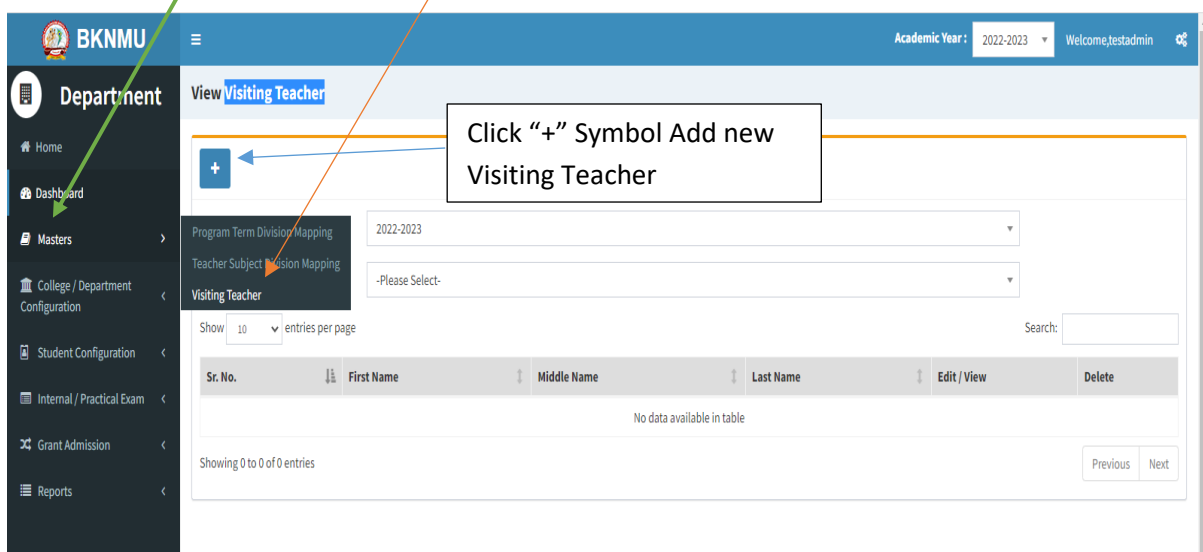 BKNMU
Academic Year : 2022-2023 Welcome,testadmin
Department
View Visiting Teacher
Click “+” Symbol Add new
Visiting Teacher
+
Home
Dashboard
Masters
Program Term Division Mapping
Teacher Subject Division Mapping
Visiting Teacher
2022-2023
-Please Select-
College / Department
Configuration
Student Configuration
Internal / Practical Exam
Grant Admission
Reports
Show 10 entries per page
Search:
Sr. No. First Name Middle Name Last Name Edit / View Delete
No data available in table
Showing 0 to 0 of 0 entries
Previous Next